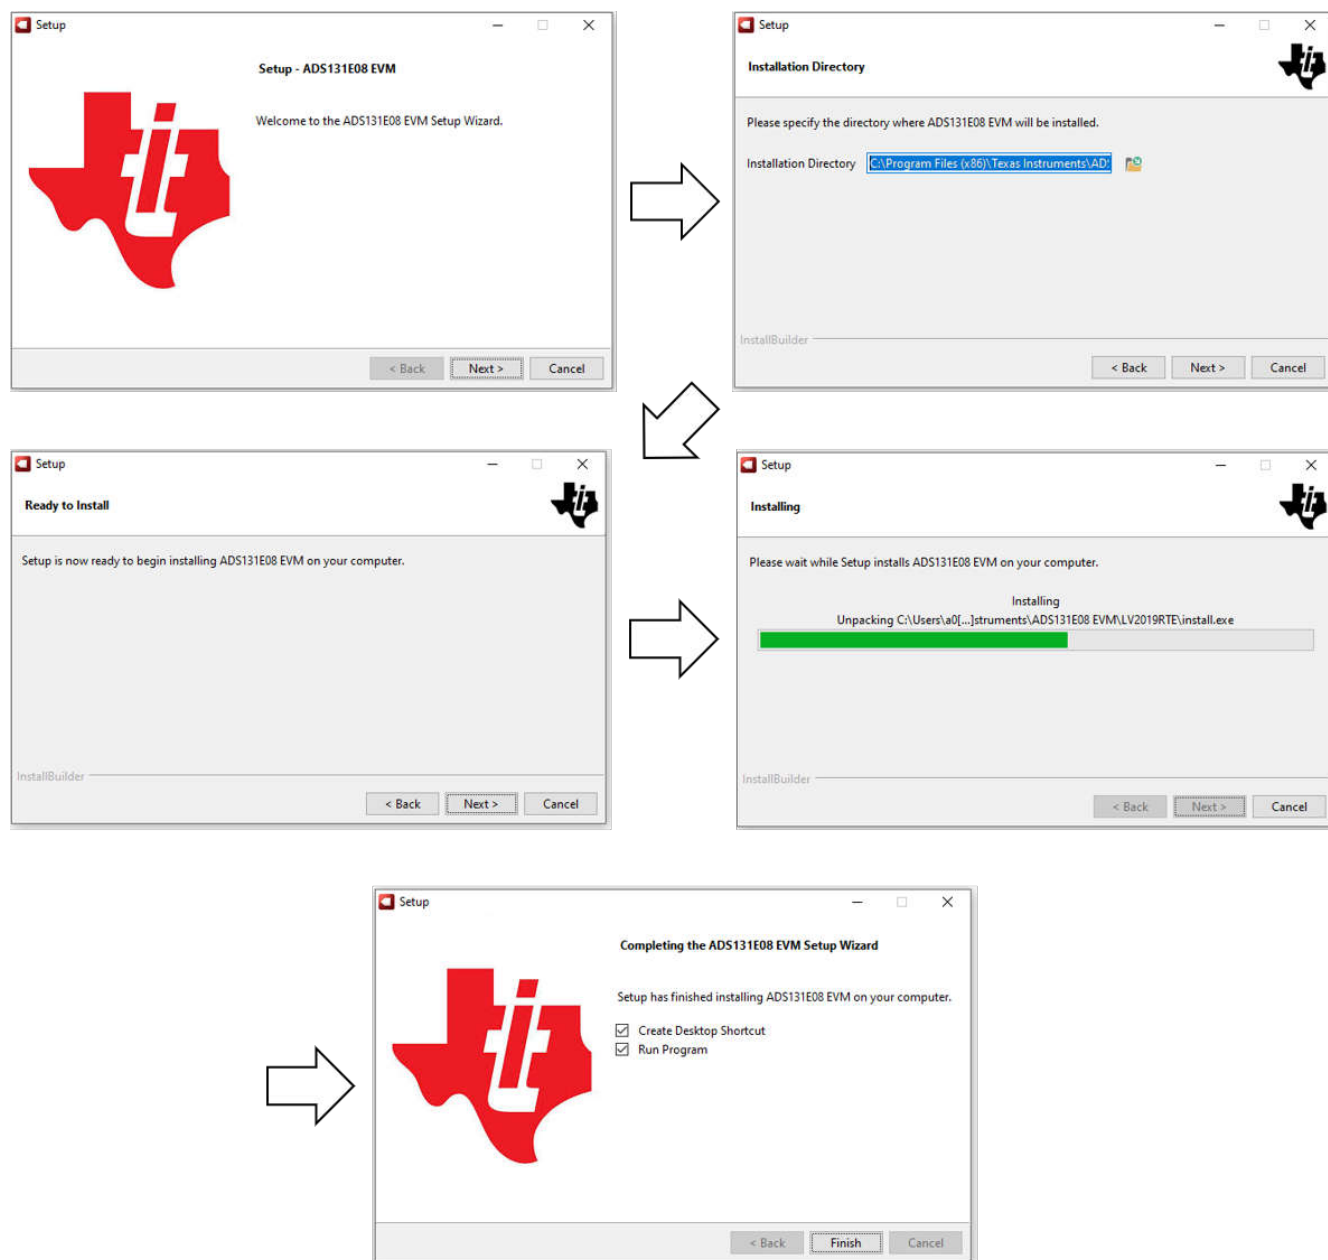 Setup
Setup - ADS131E08 EVM
Welcome to the ADS131E08 EVM Setup Wizard.
< Back Next > Cancel
Setup
Installation Directory
Please specify the directory where ADS131E08 EVM will be installed.
Installation Directory C:\Program Files (x86)\Texas Instruments\AD
InstallBuilder
< Back Next > Cancel
Setup
Ready to Install
Setup is now ready to begin installing ADS131E08 EVM on your computer.
InstallBuilder
< Back Next > Cancel
Setup
Installing
Please wait while Setup installs ADS131E08 EVM on your computer.
Installing
Unpacking C:\Users\a0[...]struments\ADS131E08 EVM\LV2019RTE\install.exe
InstallBuilder
< Back Next > Cancel
Setup
Completing the ADS131E08 EVM Setup Wizard
Setup has finished installing ADS131E08 EVM on your computer.
Create Desktop Shortcut
Run Program
< Back Finish Cancel